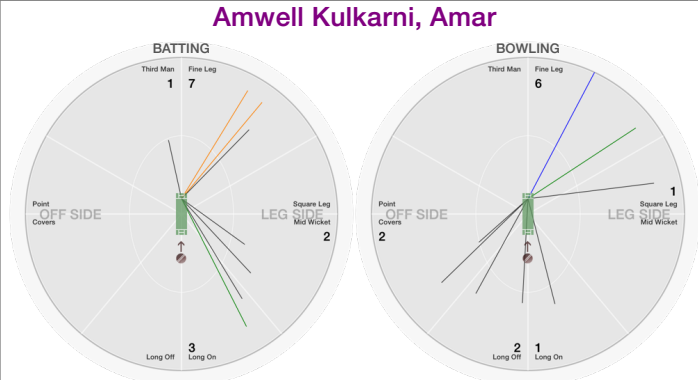 Amwell Kulkarni, Amar
BATTING
Third Man
Fine Leg
1
7
Point
OFF SIDE
Covers
Square Leg
LEG SIDE
Mid Wicket
2
3
Long Off
Long On
BOWLING
Third Man
Fine Leg
6
Point
OFF SIDE
Covers
2
1
Square Leg
LEG SIDE
Mid Wicket
2
1
Long Off
Long On